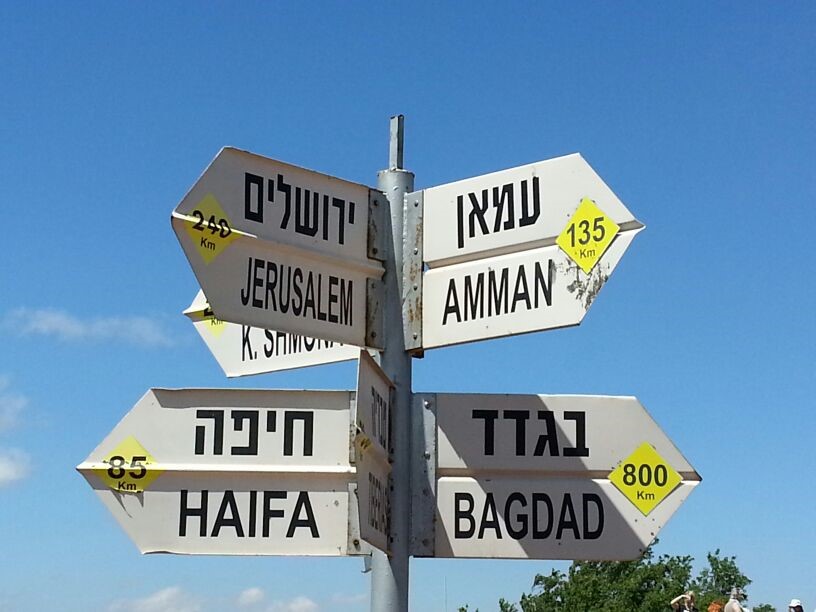 ירושלים
240
Km
JERUSALEM
עמאן
135
Km
AMMAN
K.
חיפה
85
Km
HAIFA
בגדד
800
Km
BAGDAD